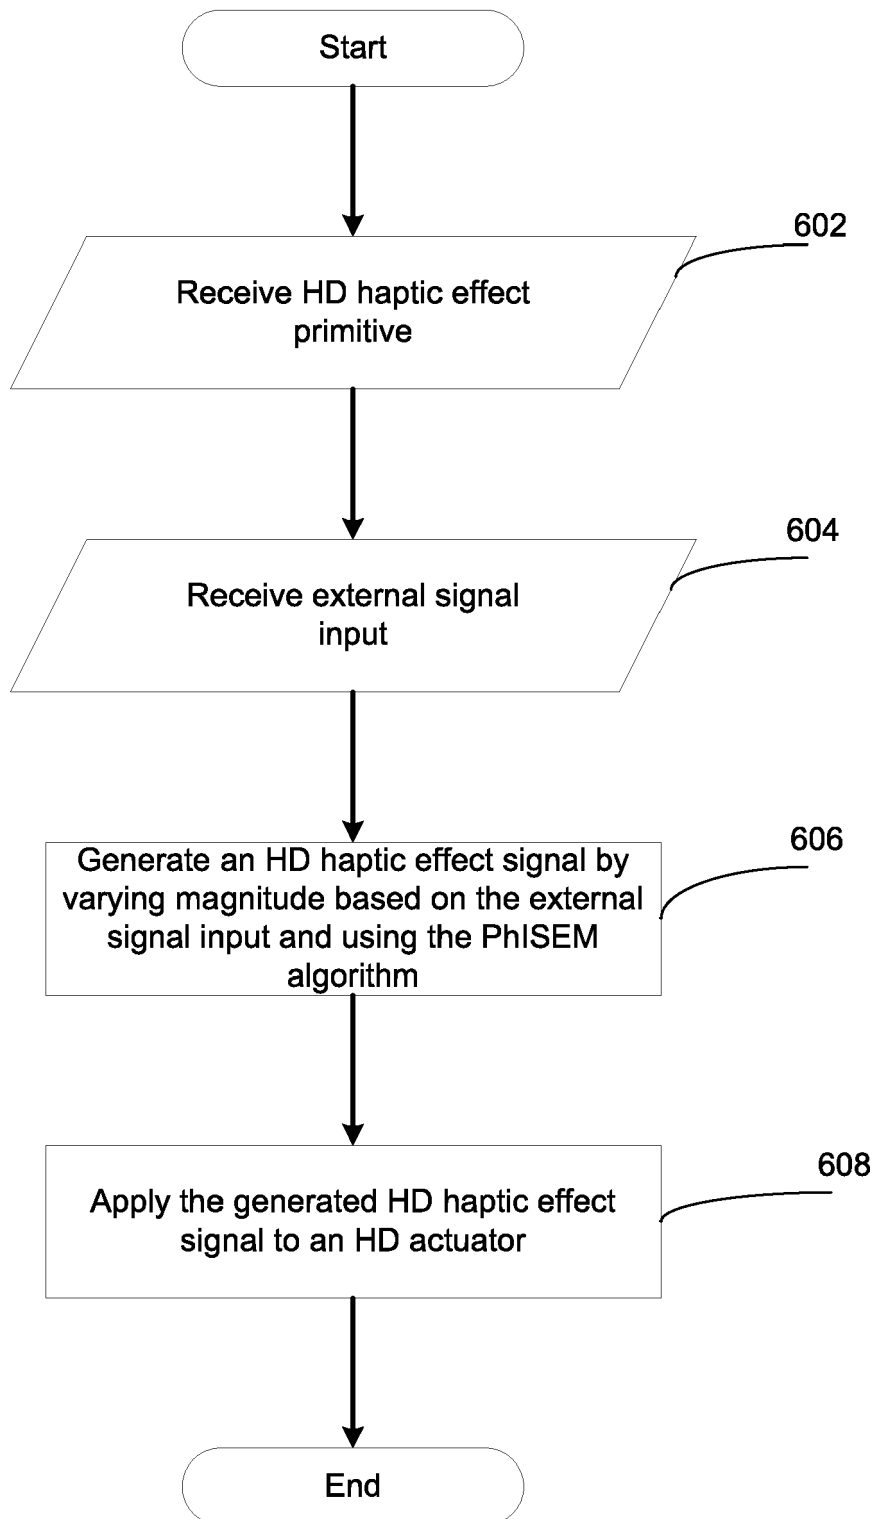 Start
602
Receive HD haptic effect
primitive
604
Receive external signal
input
606
Generate an HD haptic effect signal by
varying magnitude based on the external
signal input and using the PhISEM
algorithm
608
Apply the generated HD haptic effect
signal to an HD actuator
End